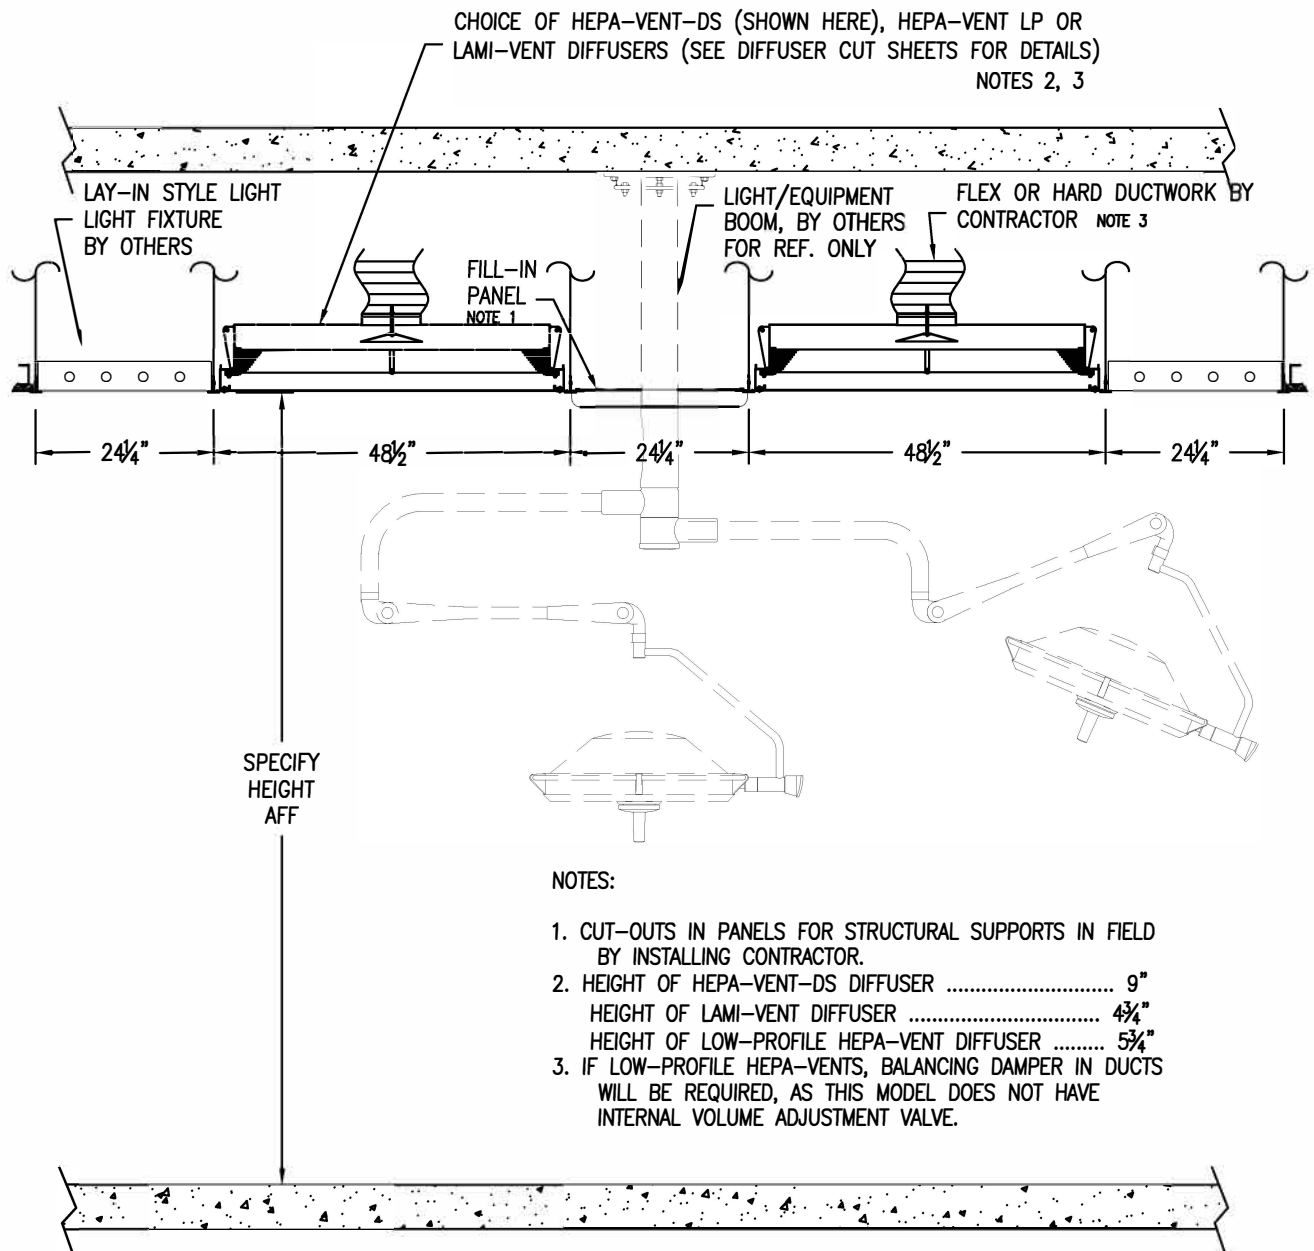 CHOICE OF HEPA-VENT-DS (SHOWN HERE), HEPA-VENT LP OR
LAMI-VENT DIFFUSERS (SEE DIFFUSER CUT SHEETS FOR DETAILS)
NOTES 2, 3
LAY-IN STYLE LIGHT
LIGHT FIXTURE
BY OTHERS
FILL-IN
PANEL
NOTE 1
LIGHT/EQUIPMENT
BOOM, BY OTHERS
FOR REF. ONLY
FLEX OR HARD DUCTWORK BY
CONTRACTOR NOTE 3
24¼" 48½" 24¼" 48½" 24¼"
SPECIFY
HEIGHT
AFF
NOTES:
1. CUT-OUTS IN PANELS FOR STRUCTURAL SUPPORTS IN FIELD
BY INSTALLING CONTRACTOR.
2. HEIGHT OF HEPA-VENT-DS DIFFUSER ............................ 9"
HEIGHT OF LAMI-VENT DIFFUSER ................................ 4¾"
HEIGHT OF LOW-PROFILE HEPA-VENT DIFFUSER ......... 5¾"
3. IF LOW-PROFILE HEPA-VENTS, BALANCING DAMPER IN DUCTS
WILL BE REQUIRED, AS THIS MODEL DOES NOT HAVE
INTERNAL VOLUME ADJUSTMENT VALVE.